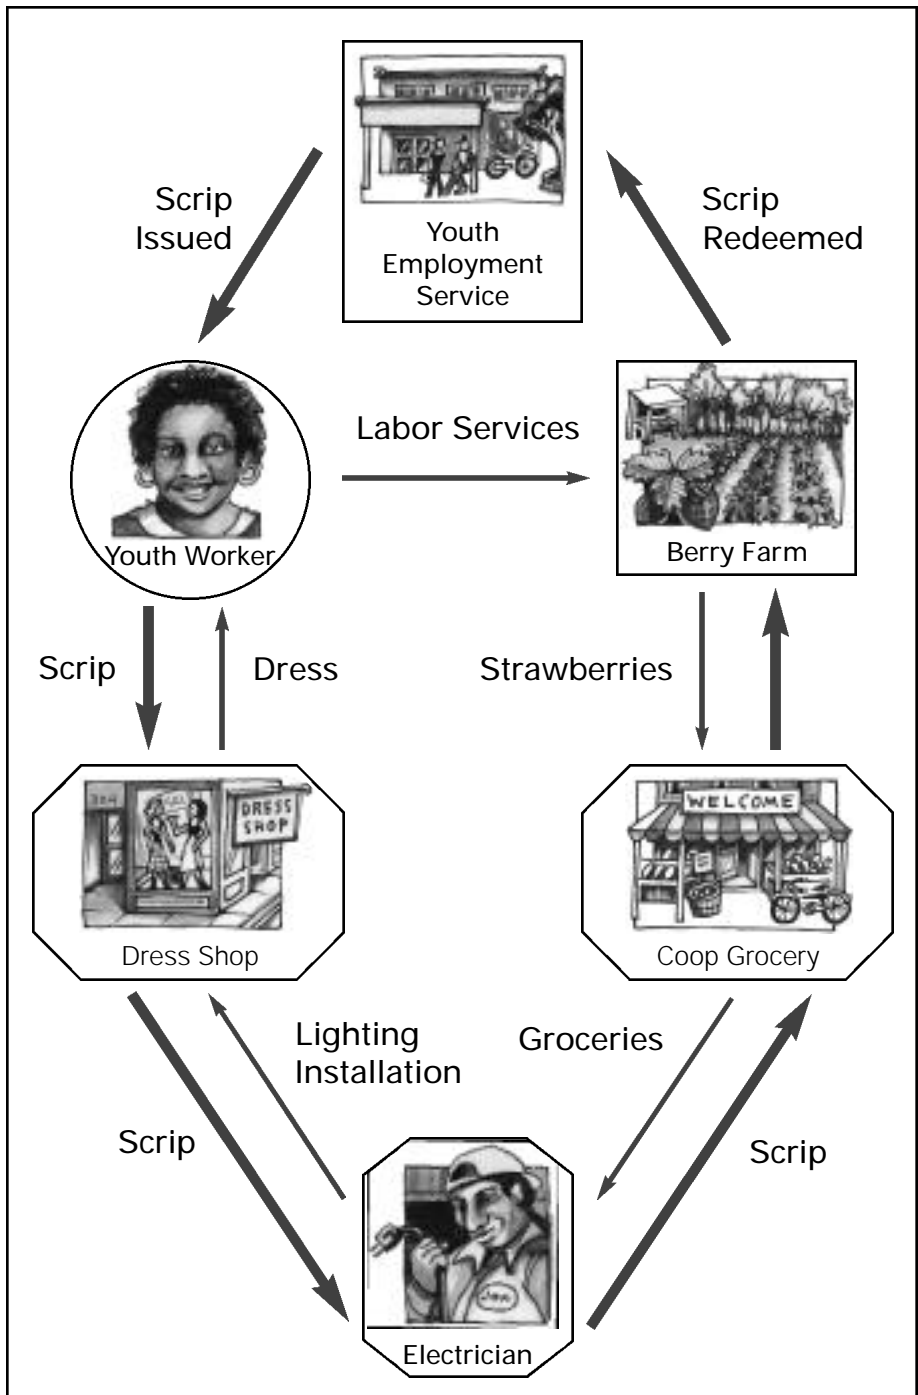 Youth
Employment
Service
Scrip
Issued
Scrip
Redeemed
Labor Services
Youth Worker
Berry Farm
Scrip
Dress
Strawberries
304
DRESS
SHOP
WELCOME
Dress Shop
Coop Grocery
Lighting
Installation
Groceries
Scrip
Scrip
Electrician